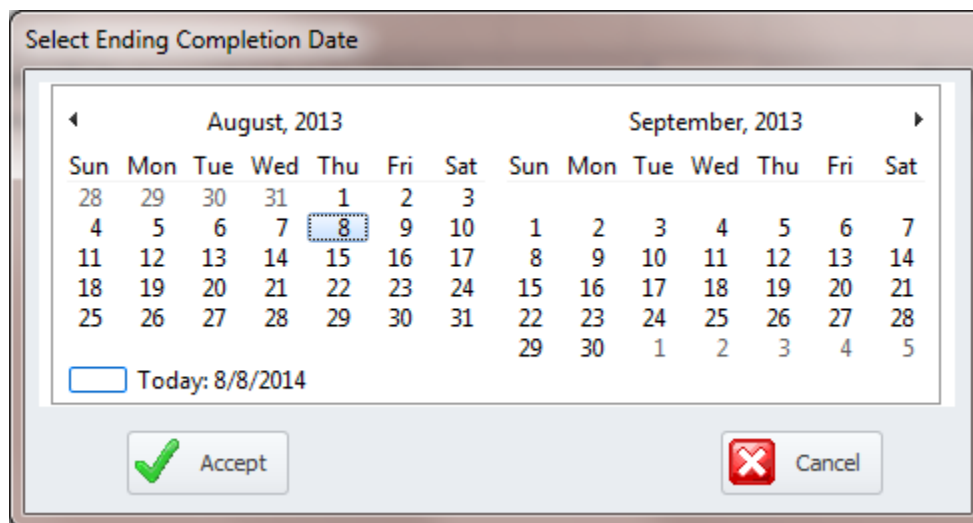 Select Ending Completion Date
August, 2013 September, 2013
Sun Mon Tue Wed Thu Fri Sat Sun Mon Tue Wed Thu Fri Sat
28 29 30 31 1 2 3
4 5 6 7 8 9 10 1 2 3 4 5 6 7
11 12 13 14 15 16 17 8 9 10 11 12 13 14
18 19 20 21 22 23 24 15 16 17 18 19 20 21
25 26 27 28 29 30 31 22 23 24 25 26 27 28
29 30 1 2 3 4 5
Today: 8/8/2014
Accept Cancel